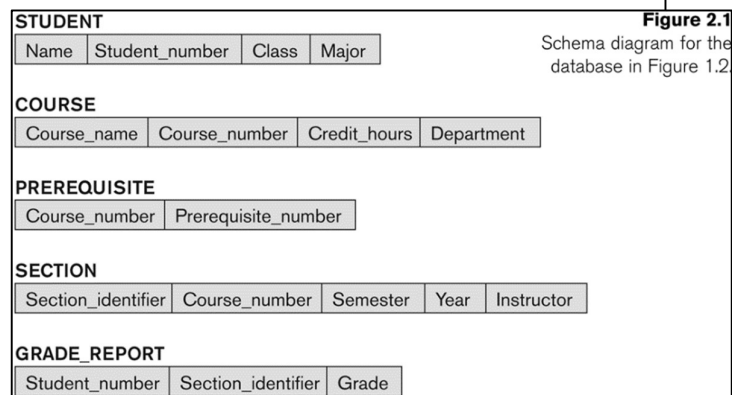 STUDENT
Name Student_number Class Major
Figure 2.1
Schema diagram for the
database in Figure 1.2.
COURSE
Course_name Course_number Credit_hours Department
PREREQUISITE
Course_number Prerequisite_number
SECTION
Section_identifier Course_number Semester Year Instructor
GRADE_REPORT
Student_number Section_identifier Grade